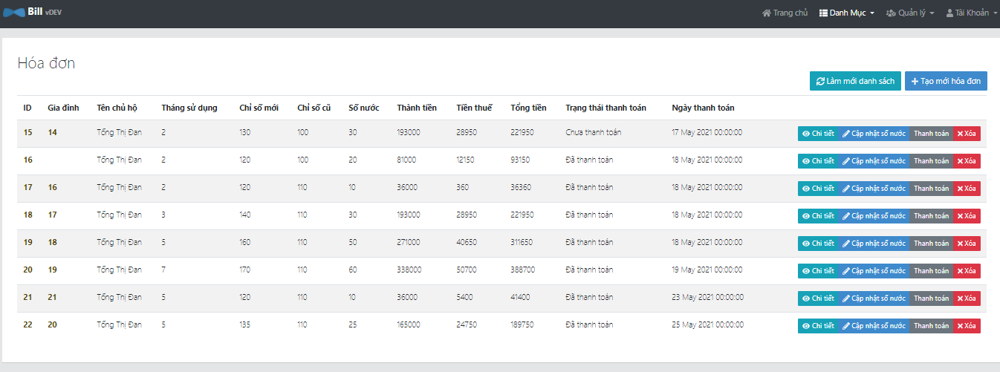 Bill vDEV Trang chủ Danh Mục Quản lý Tài Khoản
Hóa đơn
Làm mới danh sách Tạo mới hóa đơn
ID Gia đình Tên chủ hộ Tháng sử dụng Chỉ số mới Chỉ số cũ Số nước Thành tiền Tiền thuế Tổng tiền Trạng thái thanh toán Ngày thanh toán
15 14 Tống Thị Đan 2 130 100 30 193000 28950 221950 Chưa thanh toán 17 May 2021 00:00:00 Chi tiết Cập nhật số nước Thanh toán Xóa
16 Tống Thị Đan 2 120 100 20 81000 12150 93150 Đã thanh toán 18 May 2021 00:00:00 Chi tiết Cập nhật số nước Thanh toán Xóa
17 16 Tống Thị Đan 2 120 110 10 36000 360 36360 Đã thanh toán 18 May 2021 00:00:00 Chi tiết Cập nhật số nước Thanh toán Xóa
18 17 Tống Thị Đan 3 140 110 30 193000 28950 221950 Đã thanh toán 18 May 2021 00:00:00 Chi tiết Cập nhật số nước Thanh toán Xóa
19 18 Tống Thị Đan 5 160 110 50 271000 40650 311650 Đã thanh toán 18 May 2021 00:00:00 Chi tiết Cập nhật số nước Thanh toán Xóa
20 19 Tống Thị Đan 7 170 110 60 338000 50700 388700 Đã thanh toán 19 May 2021 00:00:00 Chi tiết Cập nhật số nước Thanh toán Xóa
21 21 Tống Thị Đan 5 120 110 10 36000 5400 41400 Đã thanh toán 23 May 2021 00:00:00 Chi tiết Cập nhật số nước Thanh toán Xóa
22 20 Tống Thị Đan 5 135 110 25 165000 24750 189750 Đã thanh toán 25 May 2021 00:00:00 Chi tiết Cập nhật số nước Thanh toán Xóa